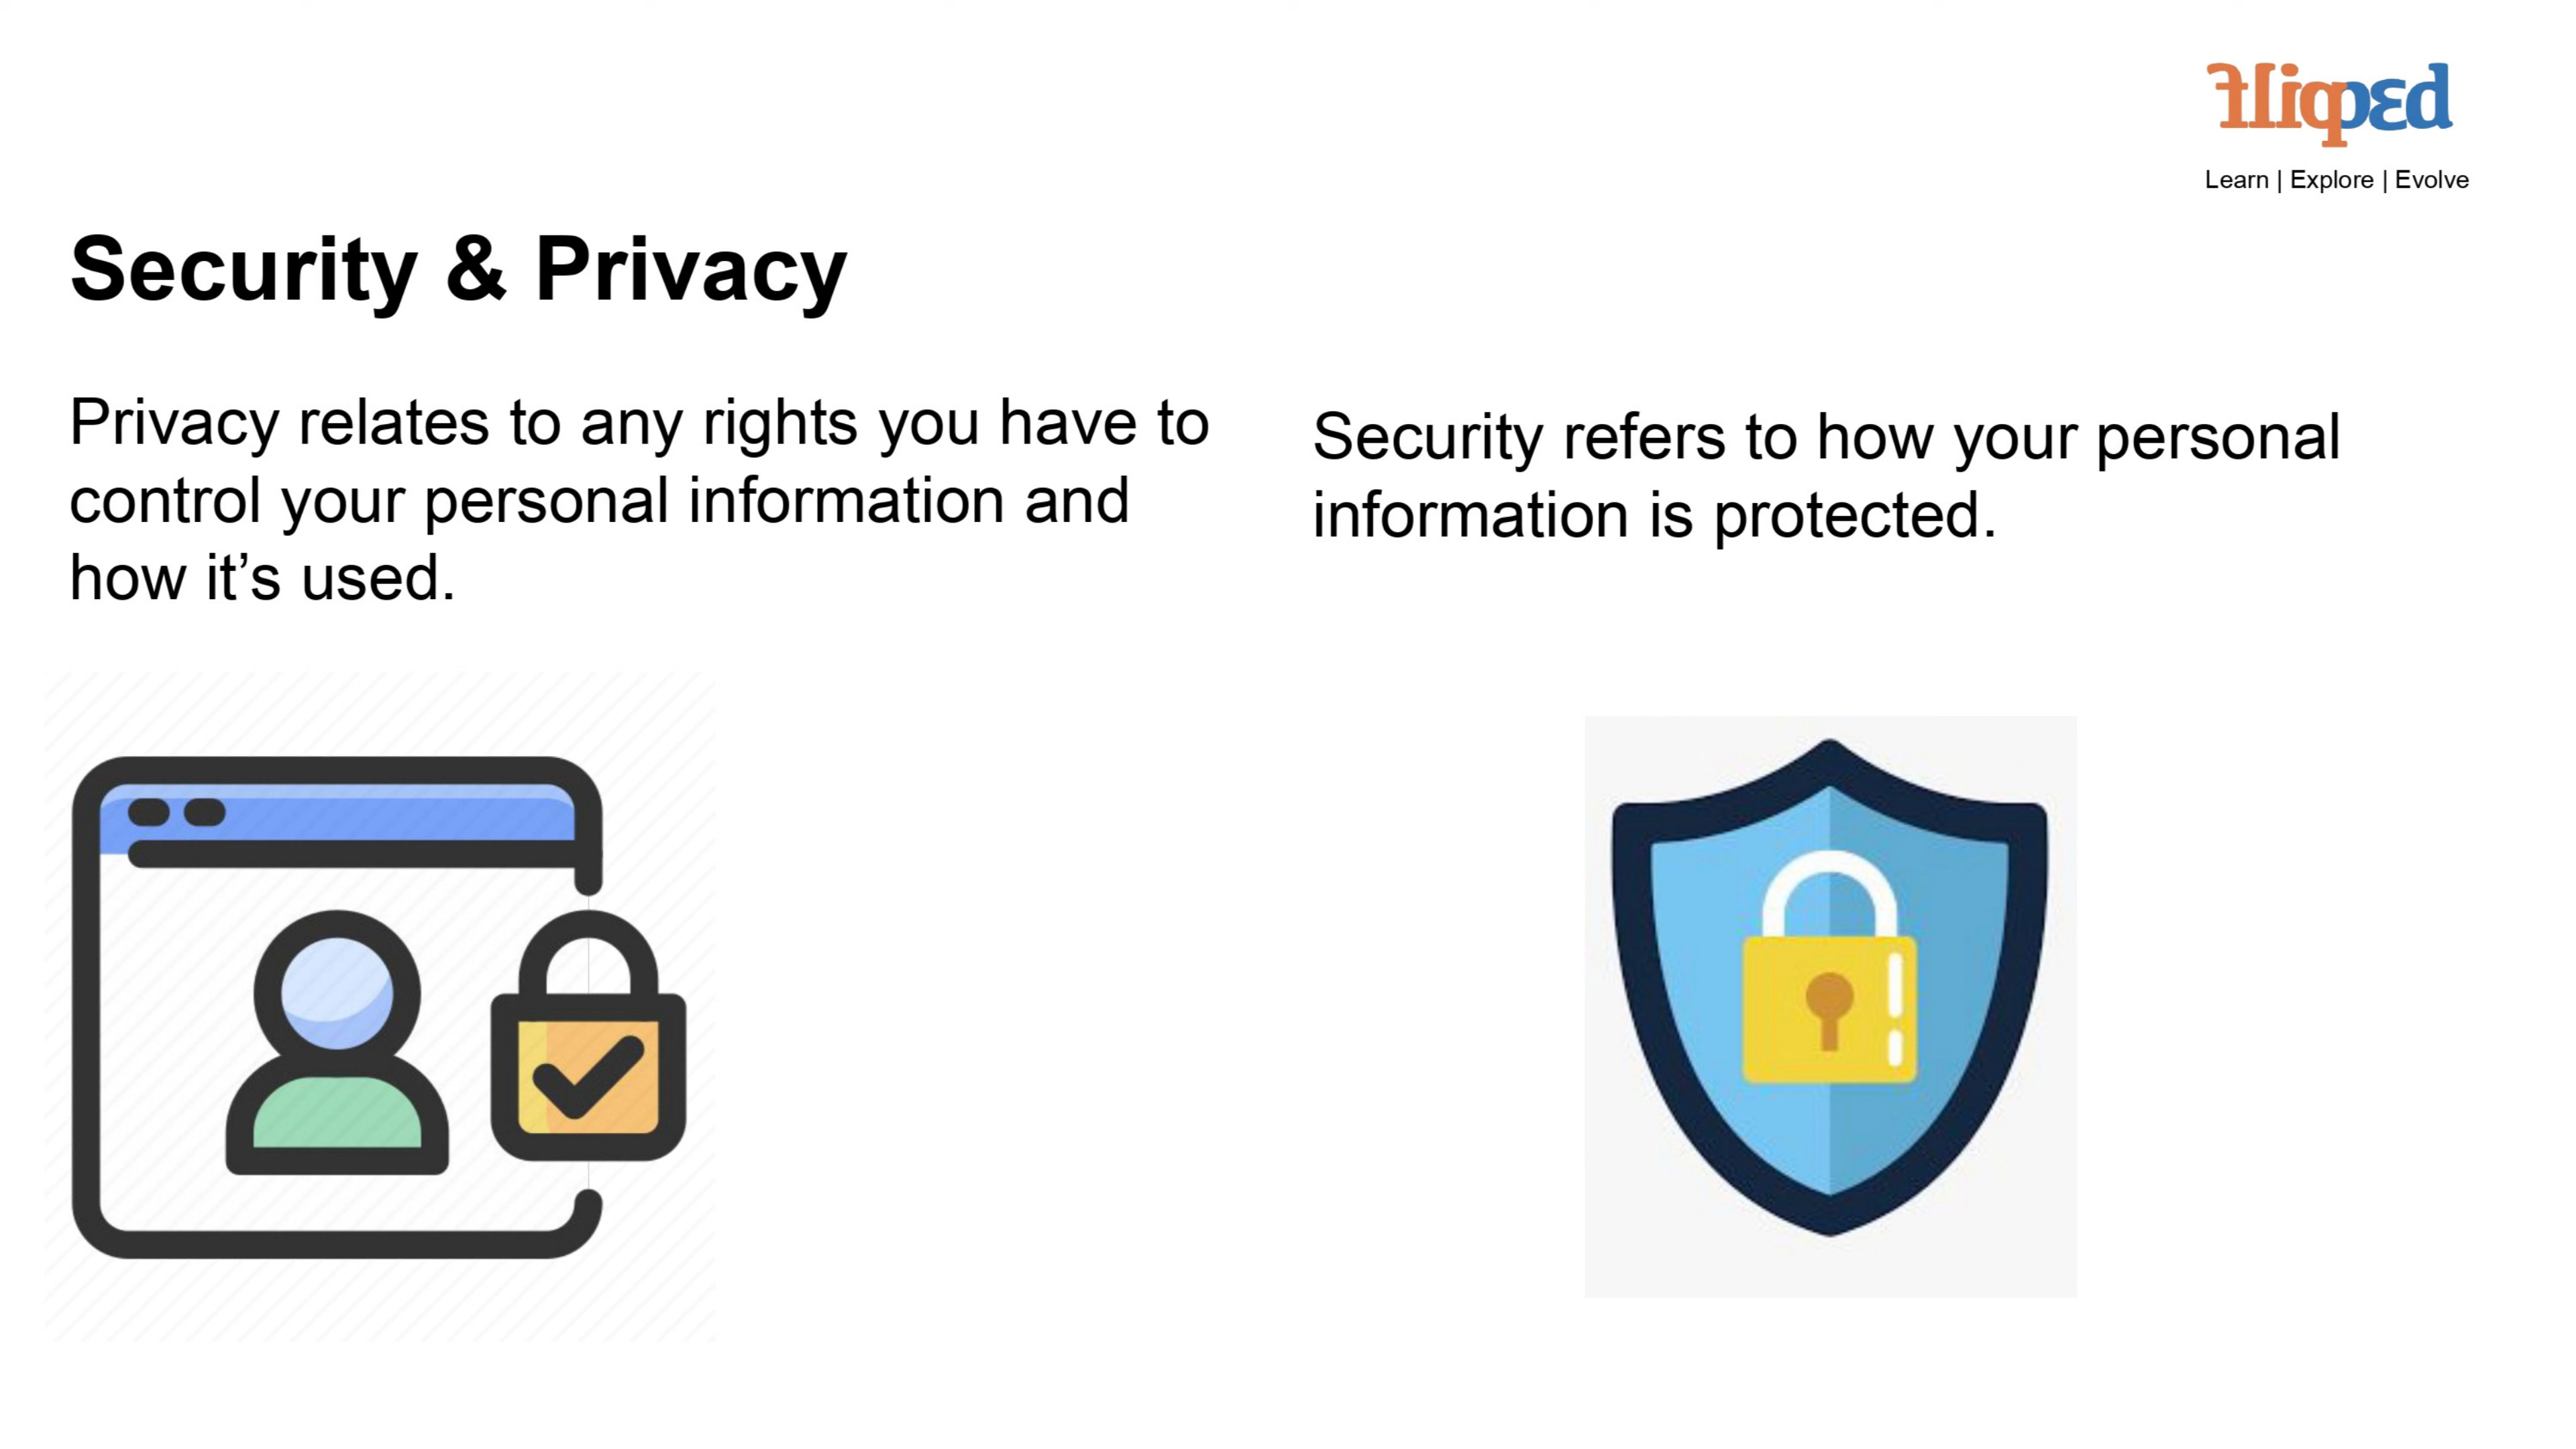 fliqped
Learn | Explore | Evolve
Security & Privacy
Privacy relates to any rights you have to
control your personal information and
how it’s used.
Security refers to how your personal
information is protected.